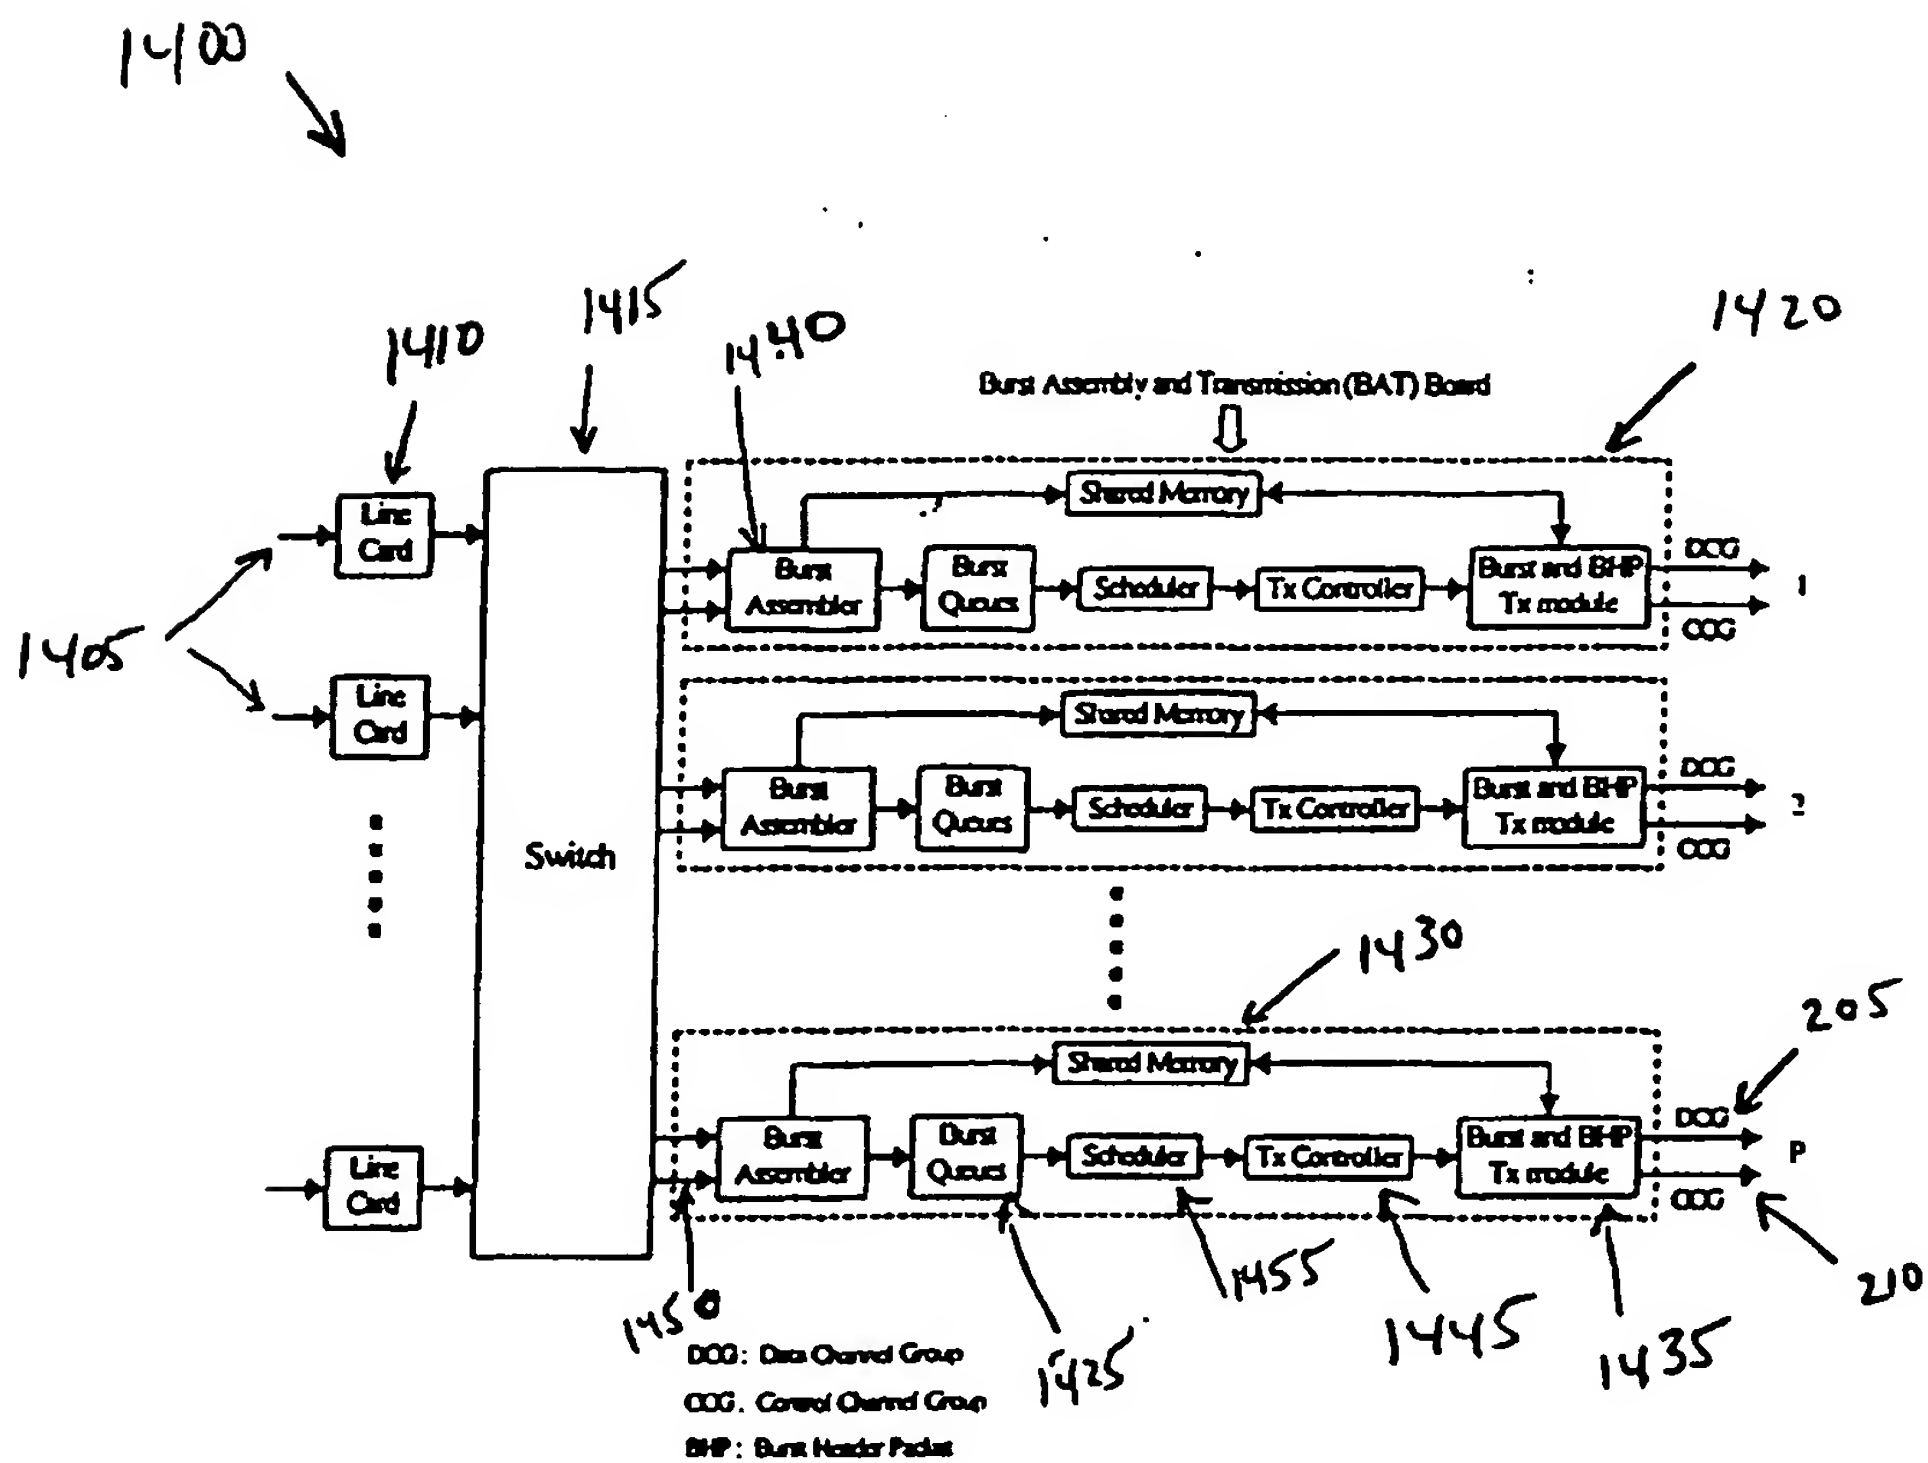 1400
1410
1415
1440
1420
Burst Assembly and Transmission (BAT) Board
1405
Line
Card
Shared Memory
Burst
Assembler
Burst
Queues
Scheduler
Tx Controller
Burst and BHP
Tx module
DCG
CCG
1
Line
Card
Shared Memory
Burst
Assembler
Burst
Queues
Scheduler
Tx Controller
Burst and BHP
Tx module
DCG
CCG
2
Switch
1430
205
Line
Card
Shared Memory
Burst
Assembler
Burst
Queues
Scheduler
Tx Controller
Burst and BHP
Tx module
DCG
CCG
P
210
1450
1425
1455
1445
1435
DCG: Data Channel Group
CCG. Control Channel Group
BHP: Burst Header Packet